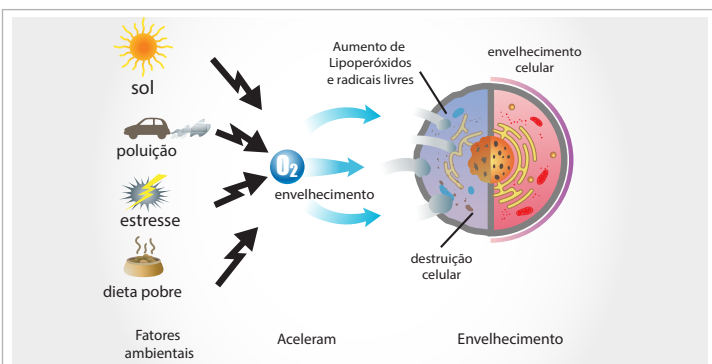 sol
poluição
estresse
dieta pobre
Fatores
ambientais
O2
envelhecimento
Aceleram
Aumento de
Lipoperóxidos
e radicais livres
envelhecimento
celular
destruição
celular
Envelhecimento